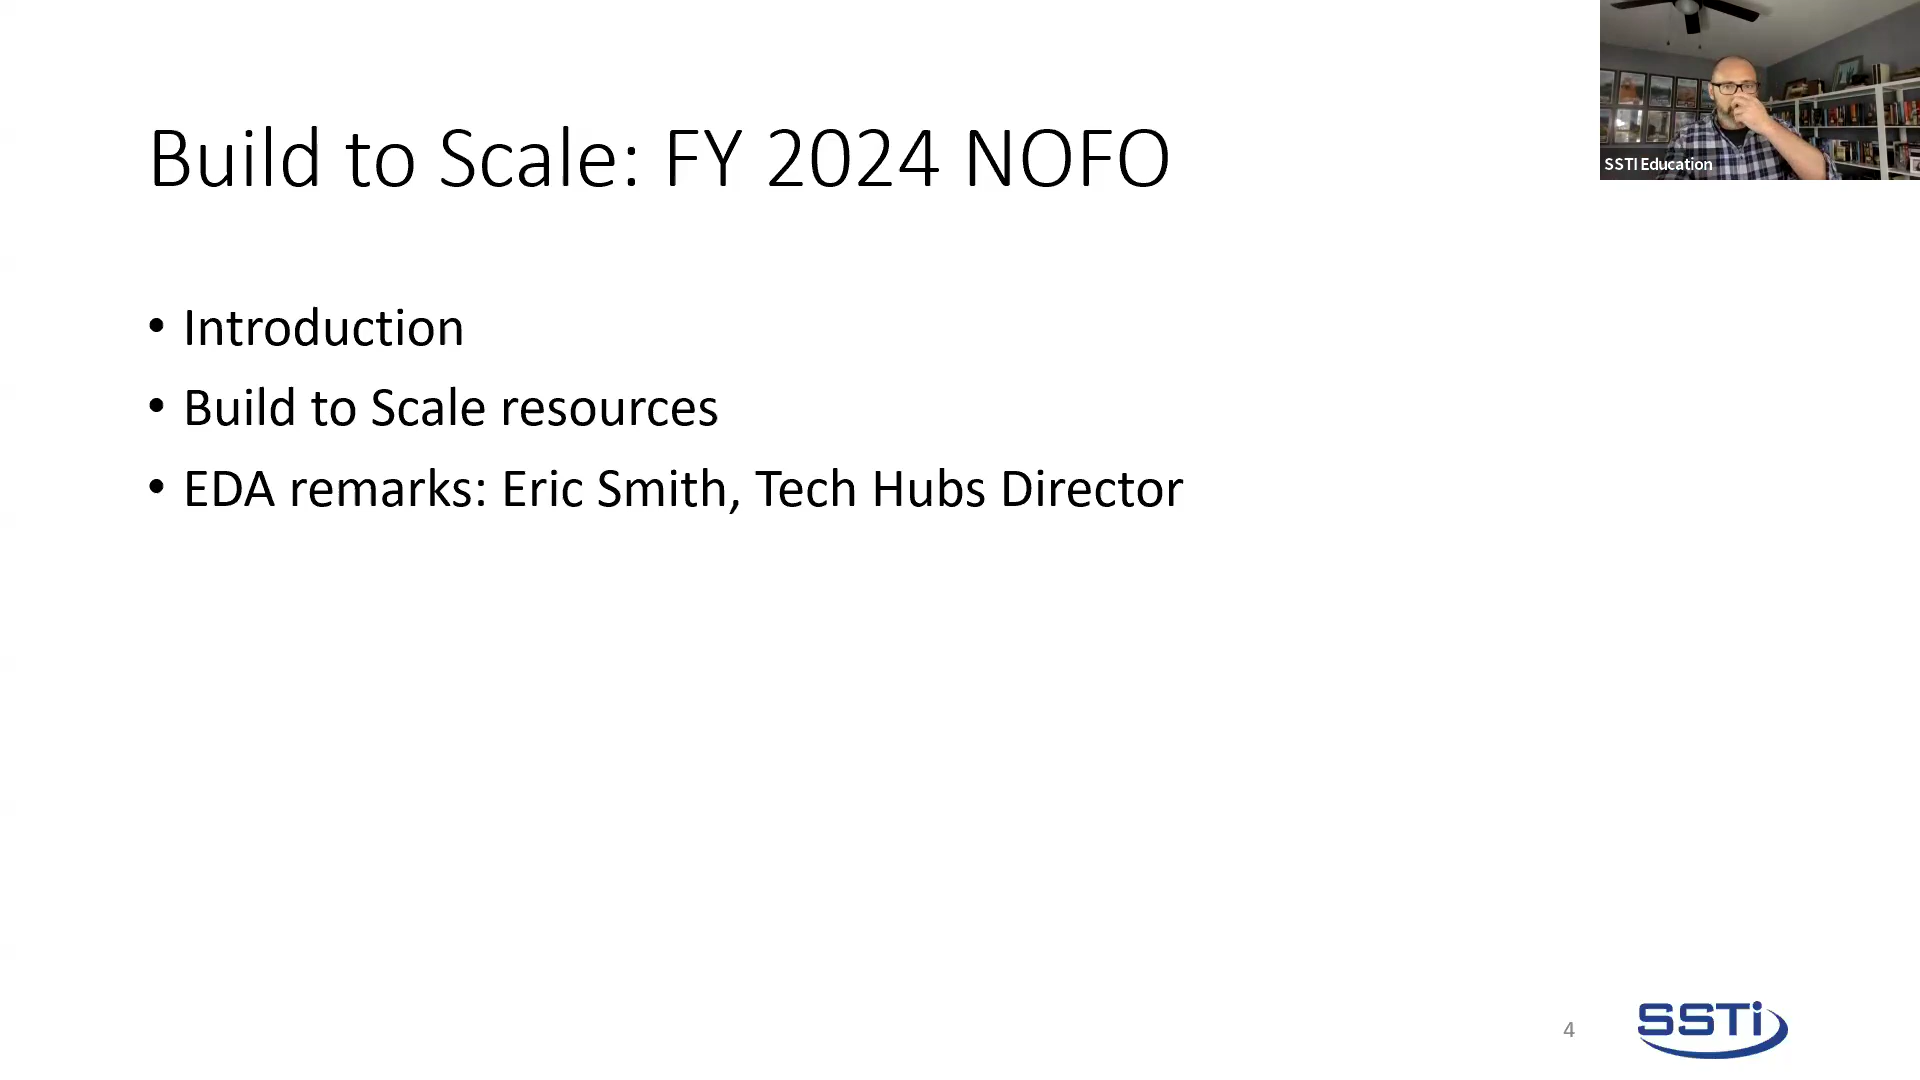 Build to Scale: FY 2024 NOFO
SSTI Education
• Introduction
• Build to Scale resources
• EDA remarks: Eric Smith, Tech Hubs Director
4
SSTi